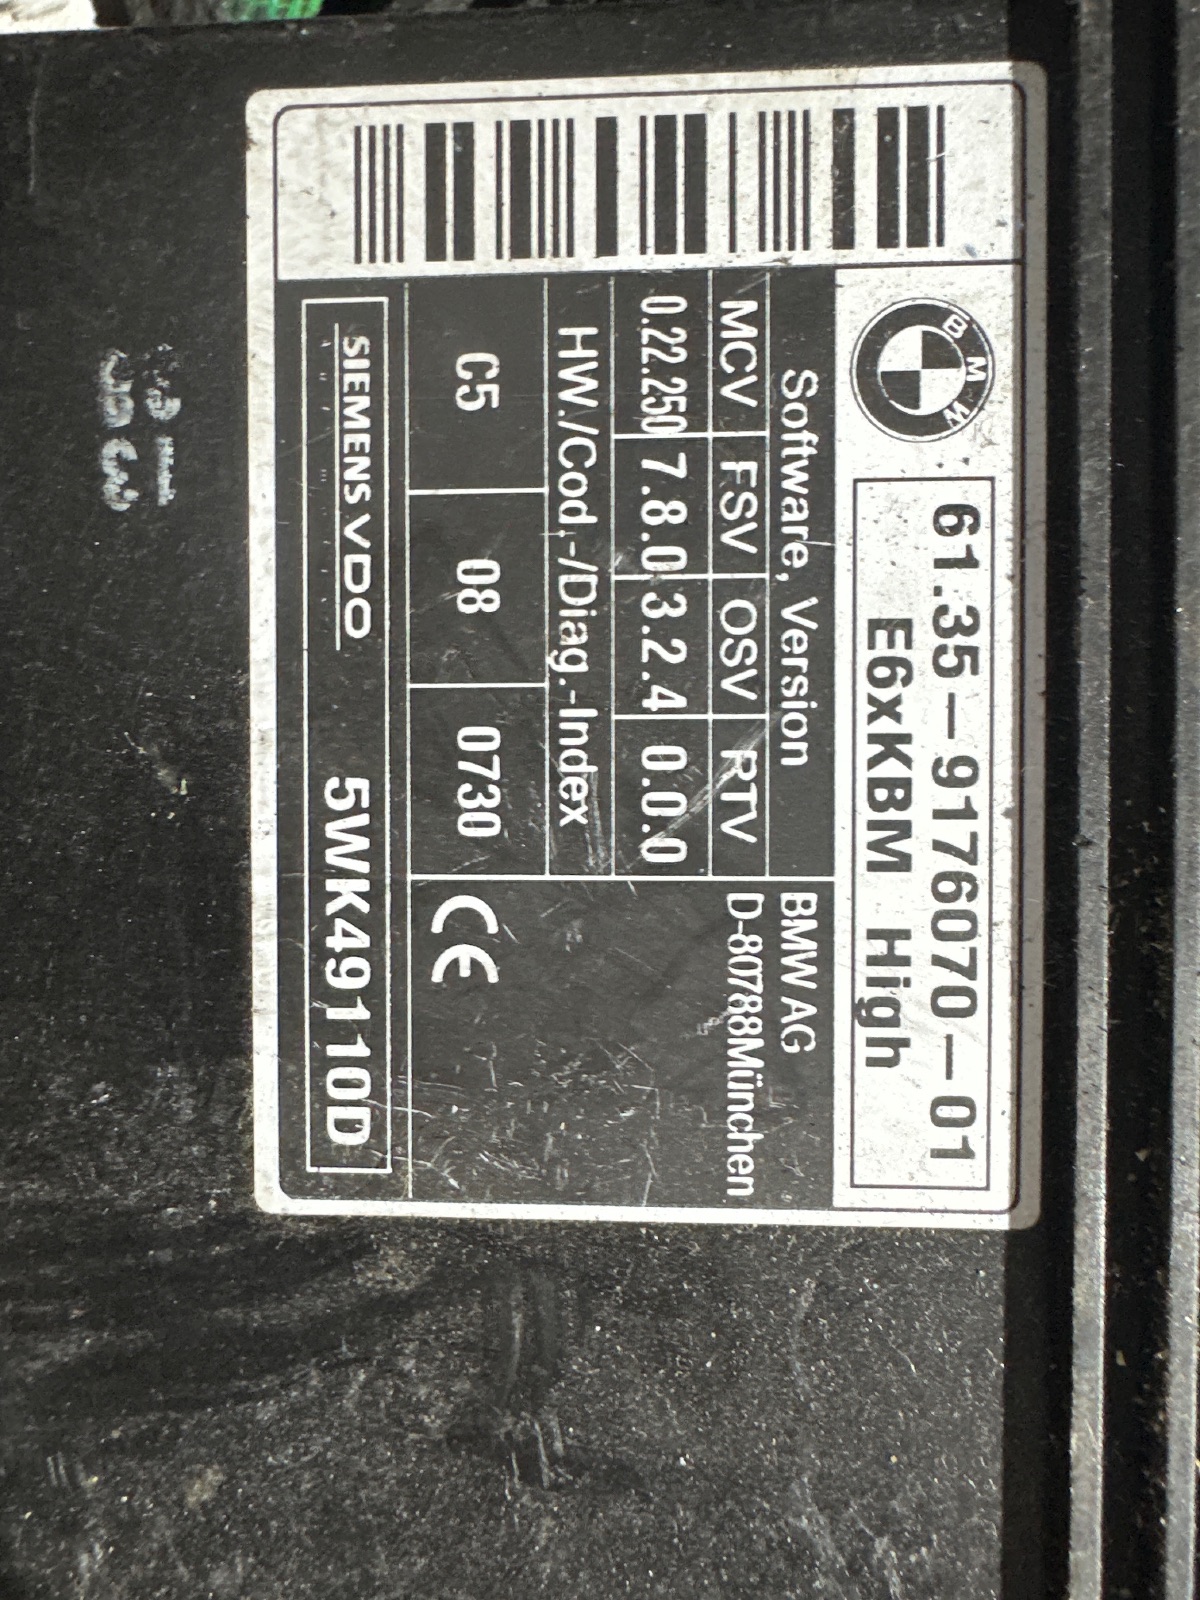 BMW
61.35-9176070-01
E6xKBM High
Software, Version
MCV FSV OSV RTV
0.22.250 7.8.0 3.2.4 0.0.0
BMW AG
D-80788München
HW./Cod.-/Diag.-Index
C5 08 0730
CE
SIEMENS VDO 5WK49110D